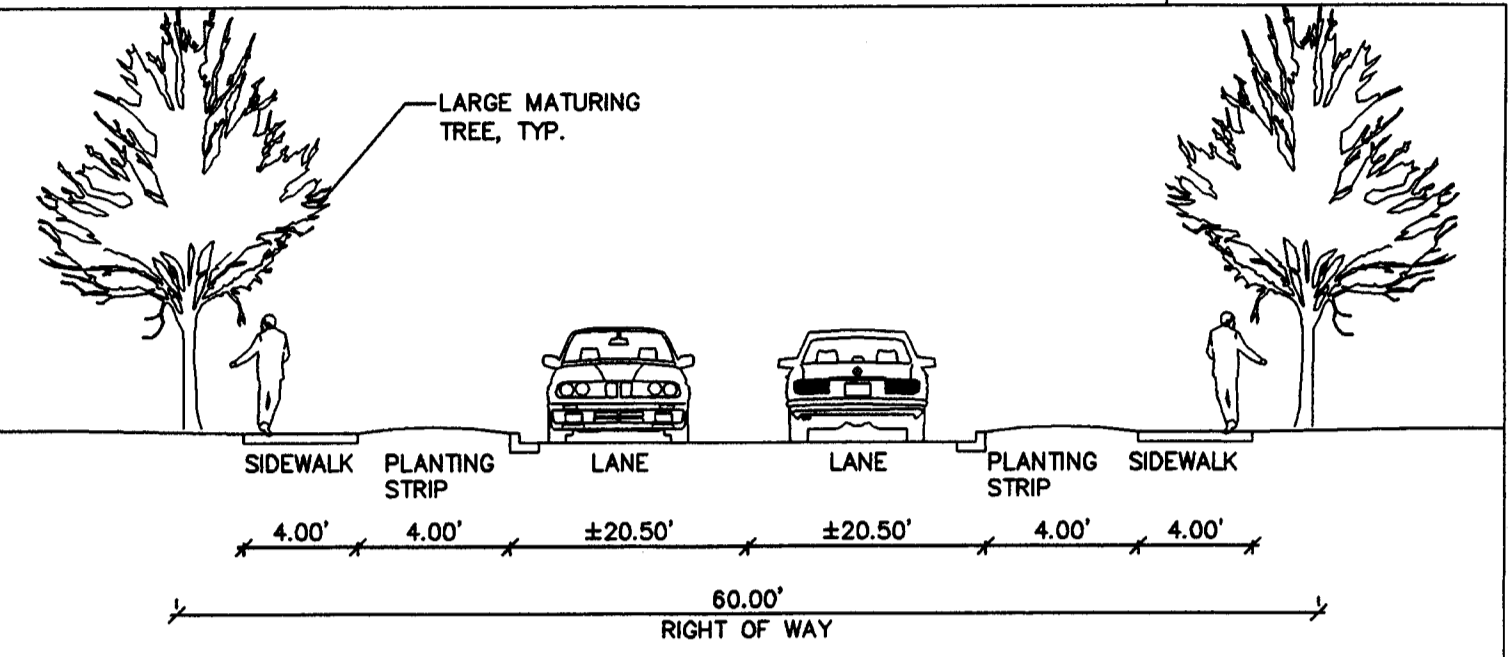 LARGE MATURING
TREE, TYP.
SIDEWALK
PLANTING
STRIP
LANE
LANE
PLANTING
STRIP
SIDEWALK
4.00'
4.00'
±20.50'
±20.50'
4.00'
4.00'
60.00'
RIGHT OF WAY